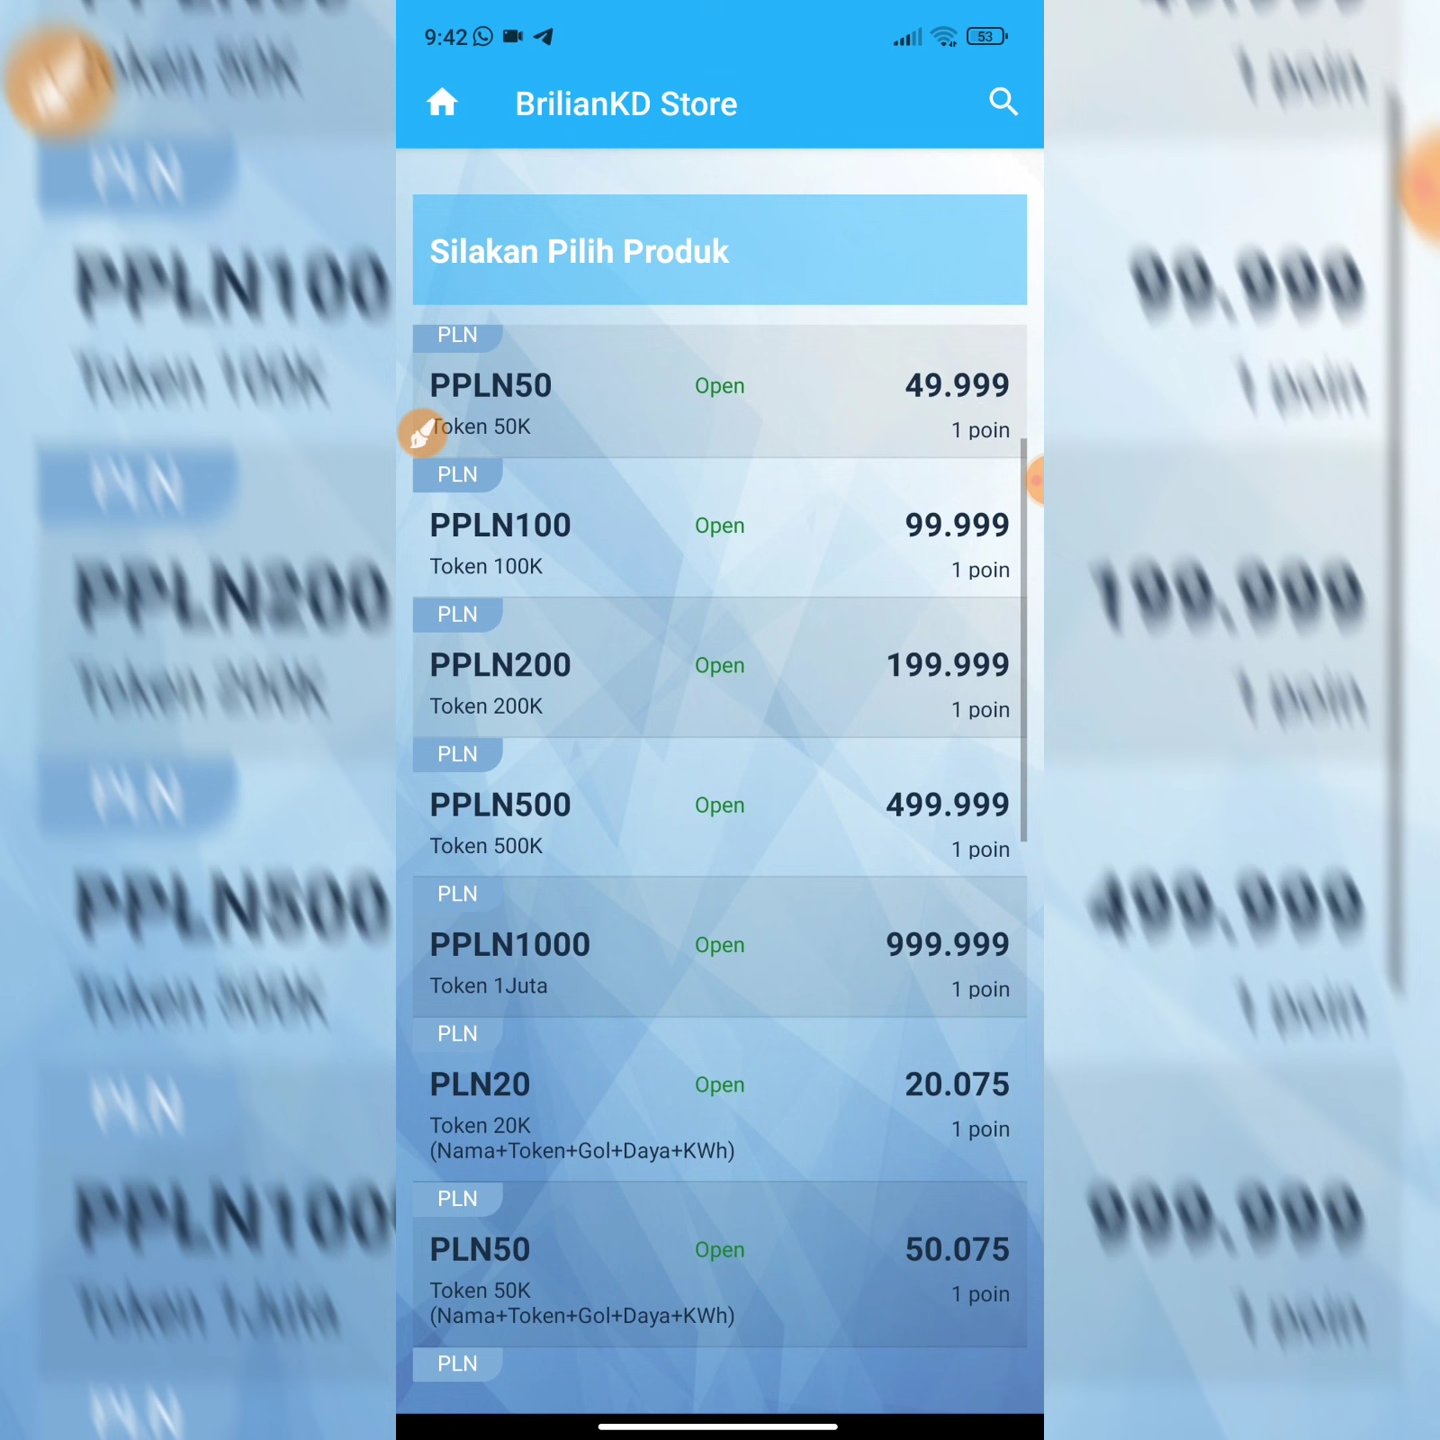 9:42
53
BrilianKD Store
Silakan Pilih Produk
PLN
PPLN50 Open 49.999
Token 50K 1 poin
PLN
PPLN100 Open 99.999
Token 100K 1 poin
PLN
PPLN200 Open 199.999
Token 200K 1 poin
PLN
PPLN500 Open 499.999
Token 500K 1 poin
PLN
PPLN1000 Open 999.999
Token 1Juta 1 poin
PLN
PLN20 Open 20.075
Token 20K 1 poin
(Nama+Token+Gol+Daya+KWh)
PLN
PLN50 Open 50.075
Token 50K 1 poin
(Nama+Token+Gol+Daya+KWh)
PLN